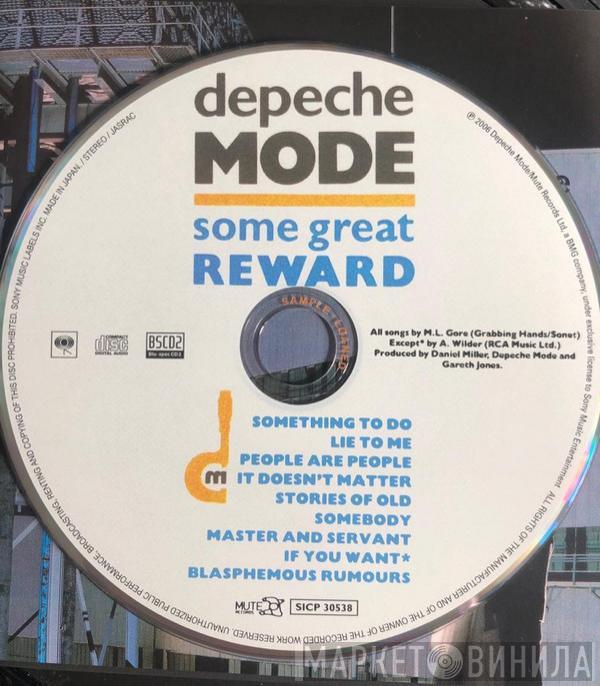 depeche
MODE
some great
REWARD
SAMPLE LOANED
COMPACT
disc
DIGITAL AUDIO
BSCD2
Blu-spec CD2
All songs by M.L. Gore (Grabbing Hands/Sonet)
Except* by A. Wilder (RCA Music Ltd.)
Produced by Daniel Miller, Depeche Mode and
Gareth Jones.
SOMETHING TO DO
LIE TO ME
PEOPLE ARE PEOPLE
m IT DOESN'T MATTER
STORIES OF OLD
SOMEBODY
MASTER AND SERVANT
IF YOU WANT*
BLASPHEMOUS RUMOURS
MUTE
RECORDS
SICP 30538
℗ 2006 Depeche Mode/Mute Records Ltd, a BMG company, under exclusive license to Sony Music Entertainment ALL RIGHTS OF THE MANUFACTURER AND OF THE OWNER OF THE RECORDED WORK RESERVED. UNAUTHORIZED PUBLIC PERFORMANCE, BROADCASTING, RENTING AND COPYING OF THIS DISC PROHIBITED. SONY MUSIC LABELS INC. MADE IN JAPAN. / STEREO / JASRAC
МАРКЕТ ВИНИЛА